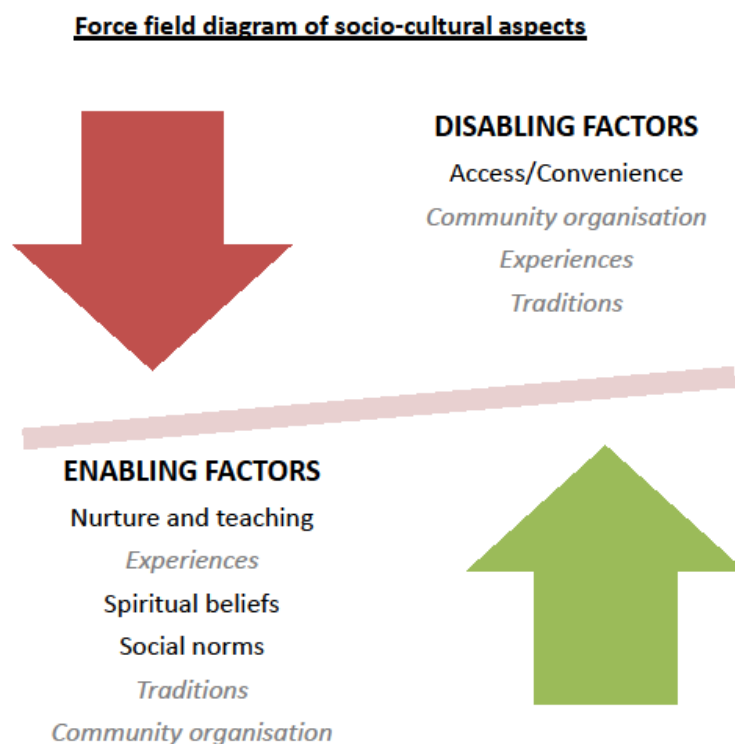 Force field diagram of socio-cultural aspects
DISABLING FACTORS
Access/Convenience
Community organisation
Experiences
Traditions
ENABLING FACTORS
Nurture and teaching
Experiences
Spiritual beliefs
Social norms
Traditions
Community organisation